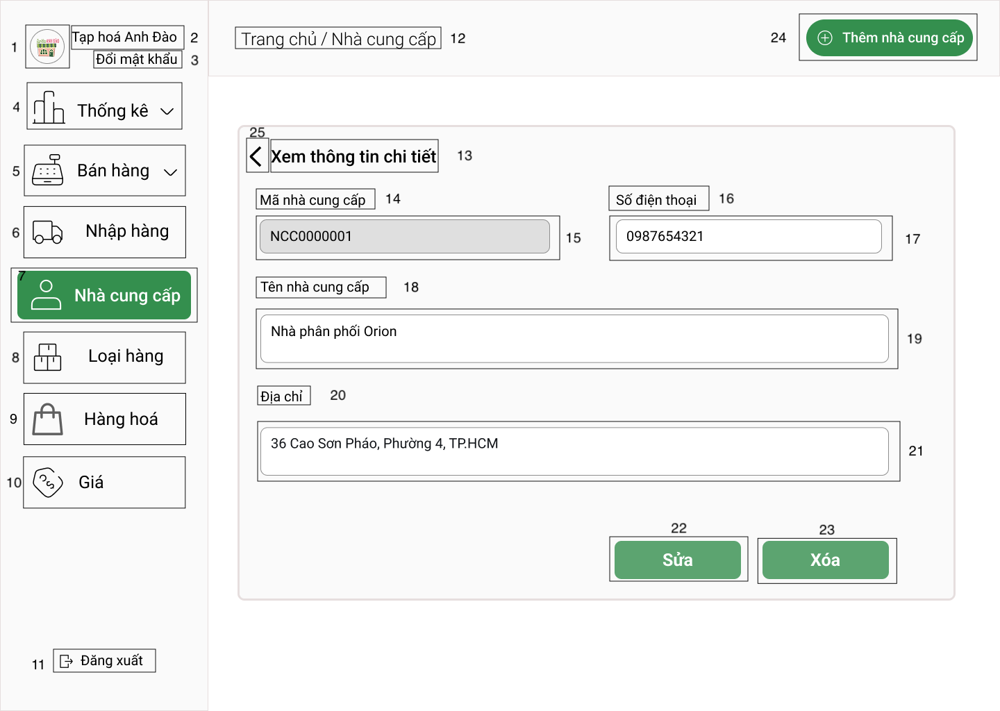 1
Tạp hoá Anh Đào
2
Đổi mật khẩu
3
4
Thống kê
5
Bán hàng
6
Nhập hàng
7
Nhà cung cấp
8
Loại hàng
9
Hàng hoá
10
Giá
11
Đăng xuất
Trang chủ / Nhà cung cấp
12
24
Thêm nhà cung cấp
25
Xem thông tin chi tiết
13
Mã nhà cung cấp
14
Số điện thoại
16
NCC0000001
15
0987654321
17
Tên nhà cung cấp
18
Nhà phân phối Orion
19
Địa chỉ
20
36 Cao Sơn Pháo, Phường 4, TP.HCM
21
22
23
Sửa
Xóa